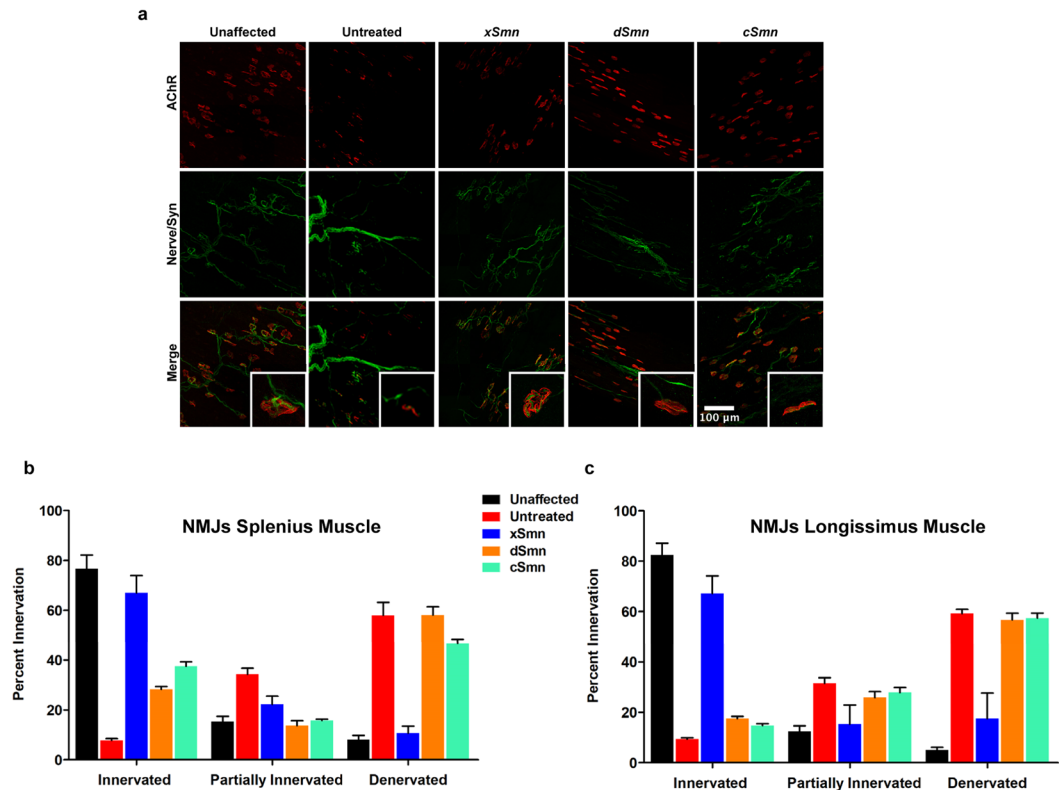 a
Unaffected Untreated xSmn dSmn cSmn
AChR
Nerve/Syn
Merge
100 μm
b
NMJs Splenius Muscle
Percent Innervation
100
80
60
40
20
0
Innervated Partially Innervated Denervated
Unaffected
Untreated
xSmn
dSmn
cSmn
c
NMJs Longissimus Muscle
Percent Innervation
100
80
60
40
20
0
Innervated Partially Innervated Denervated